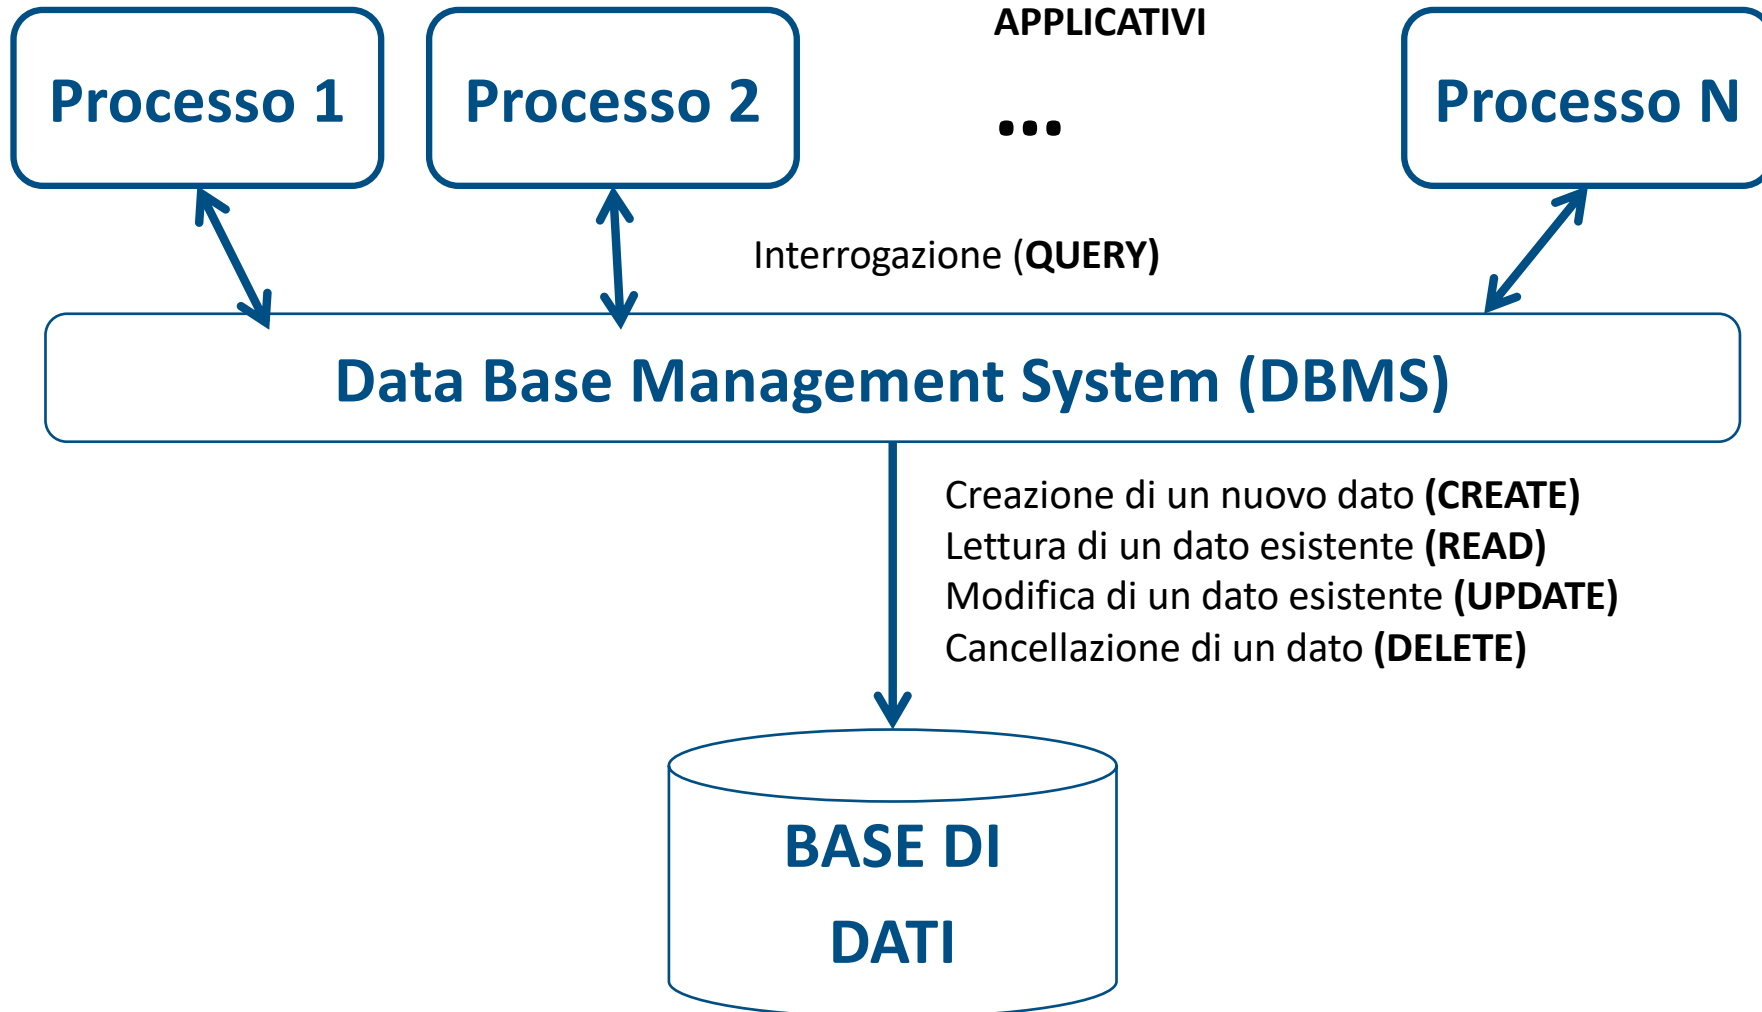 APPLICATIVI
Processo 1
Processo 2
...
Processo N
Interrogazione (QUERY)
Data Base Management System (DBMS)
Creazione di un nuovo dato (CREATE)
Lettura di un dato esistente (READ)
Modifica di un dato esistente (UPDATE)
Cancellazione di un dato (DELETE)
BASE DI
DATI